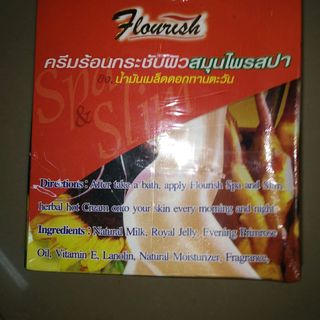 Flourish
ครีมร้อนกระชับผิวสมุนไพรสปา
ขิง, น้ำมันเมล็ดดอกทานตะวัน
Spa
& Slim
Directions : After take a bath, apply Flourish Spa and Slim
herbal hot Cream onto your skin every morning and night.
Ingredients : Natural Milk, Royal Jelly, Evening Primrose
Oil, Vitamin E, Lanolin, Natural Moisturizer, Fragrance,